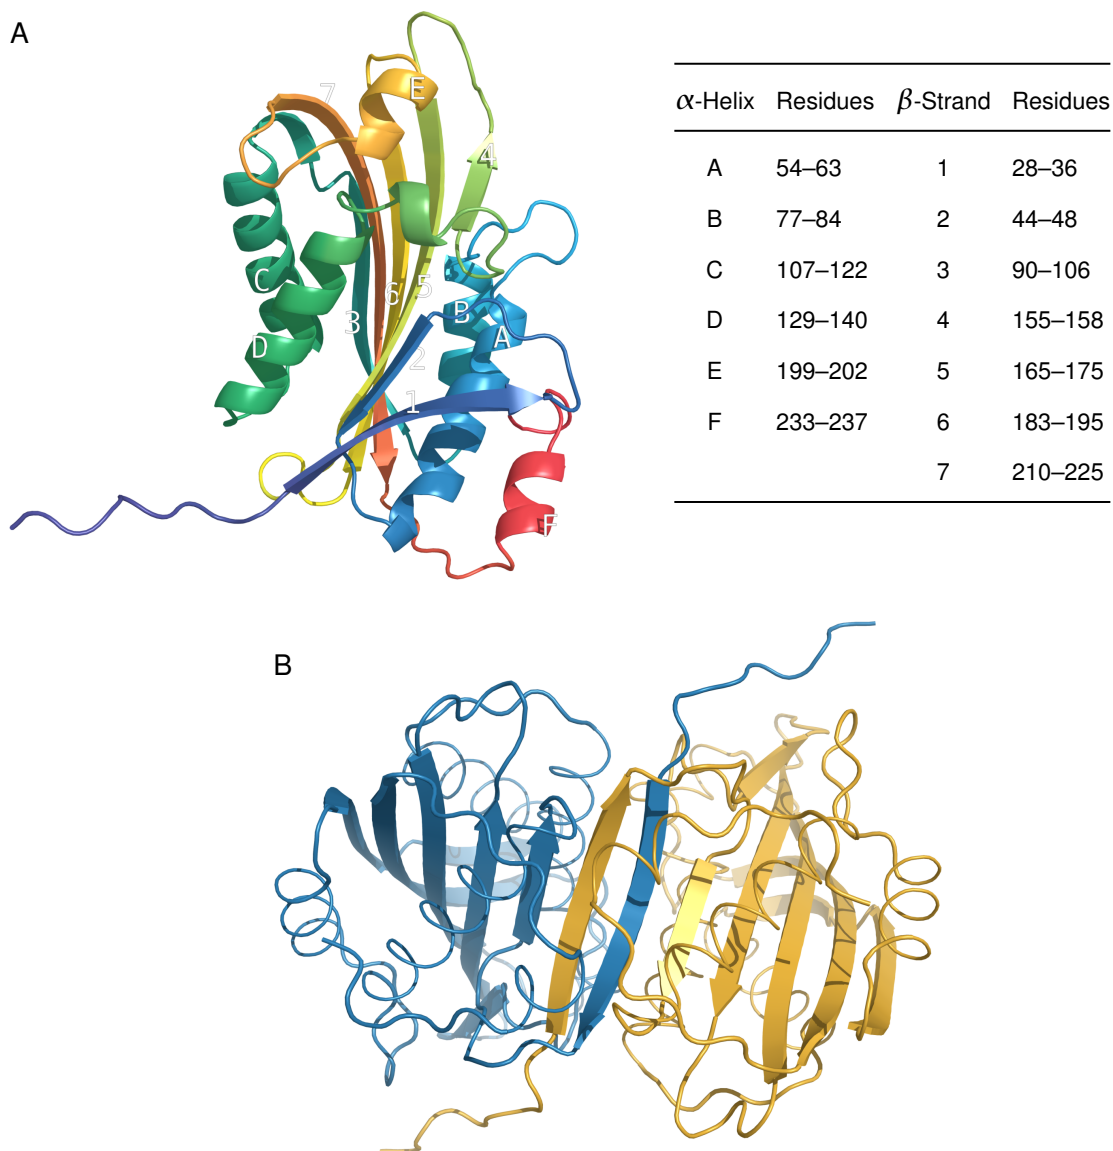 A
7
E
4
C
6
5
B
3
A
D
2
1
F
α-Helix Residues β-Strand Residues
A 54–63 1 28–36
B 77–84 2 44–48
C 107–122 3 90–106
D 129–140 4 155–158
E 199–202 5 165–175
F 233–237 6 183–195
7 210–225
B